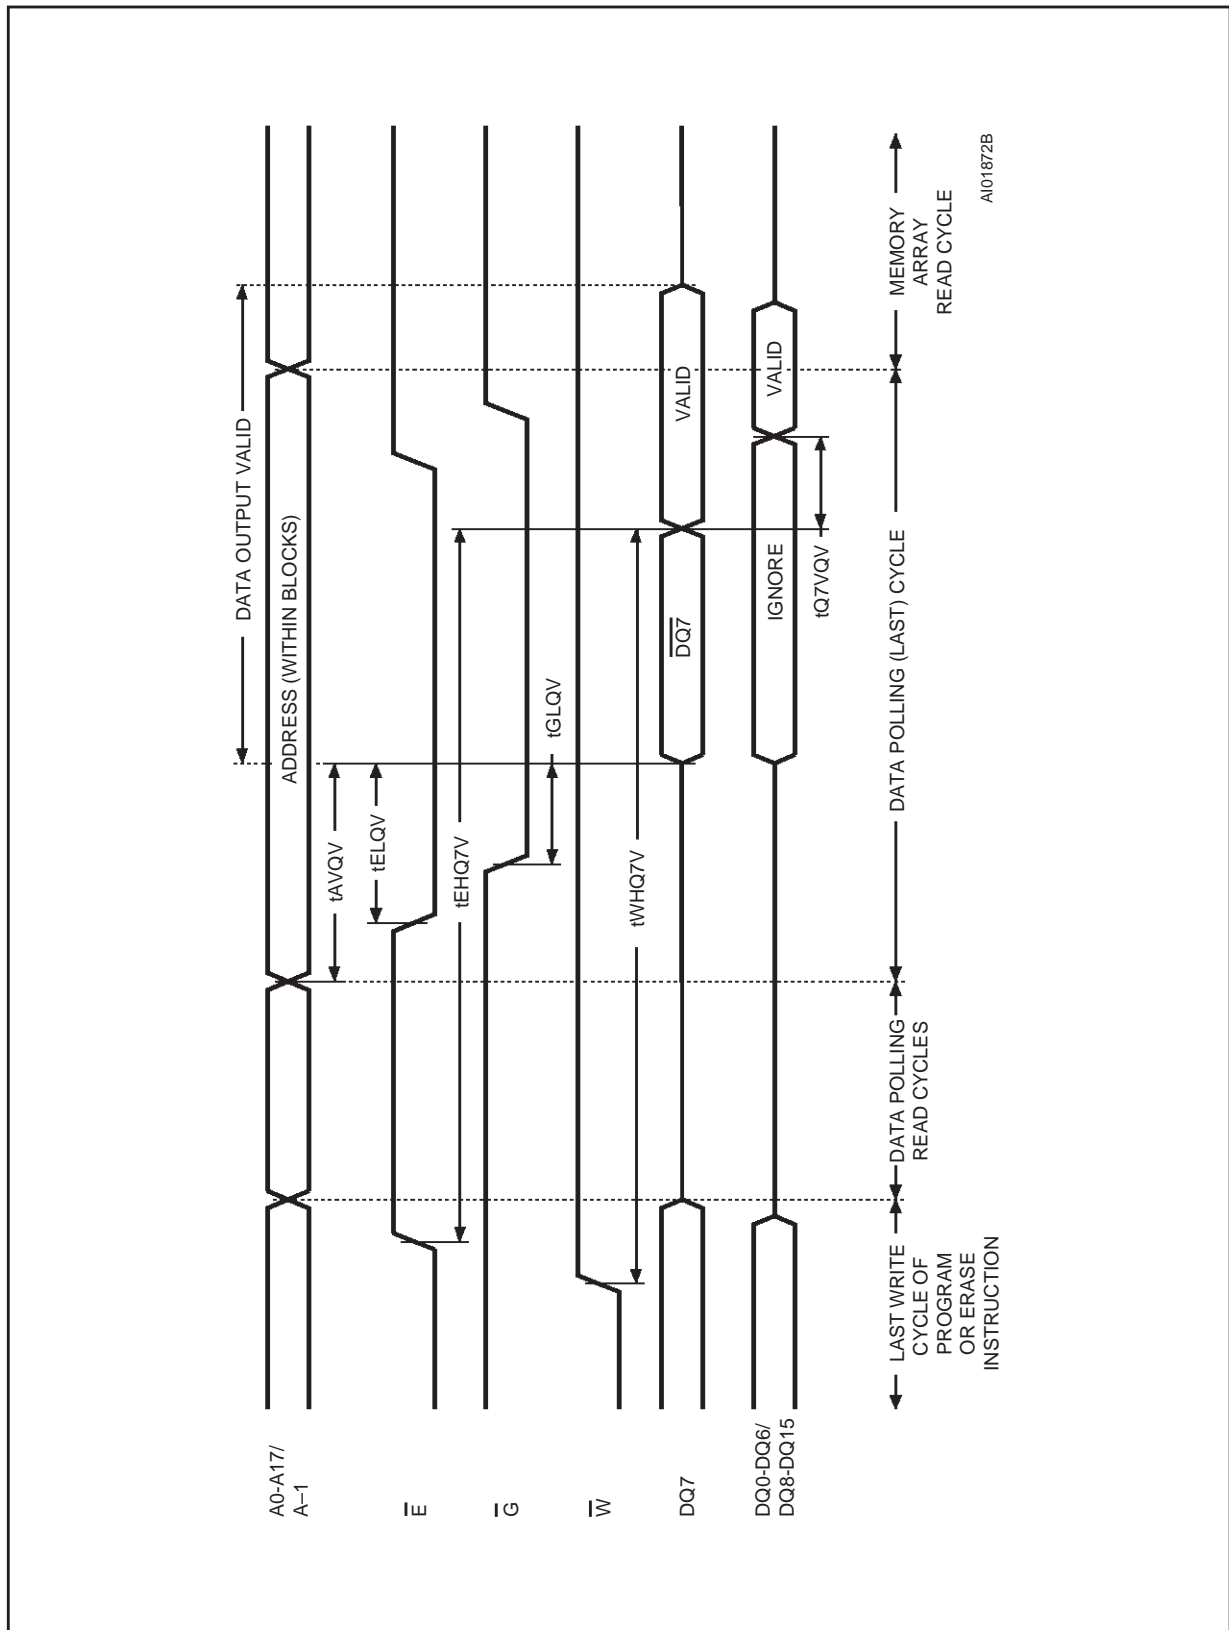 A0-A17/
A–1
ADDRESS (WITHIN BLOCKS)
DATA OUTPUT VALID
tAVQV
tELQV
E
tEHQ7V
G
tGLQV
W
tWHQ7V
DQ7
DQ7
VALID
DQ0-DQ6/
DQ8-DQ15
IGNORE
VALID
tQ7VQV
LAST WRITE
CYCLE OF
PROGRAM
OR ERASE
INSTRUCTION
DATA POLLING
READ CYCLES
DATA POLLING (LAST) CYCLE
MEMORY
ARRAY
READ CYCLE
AI01872B